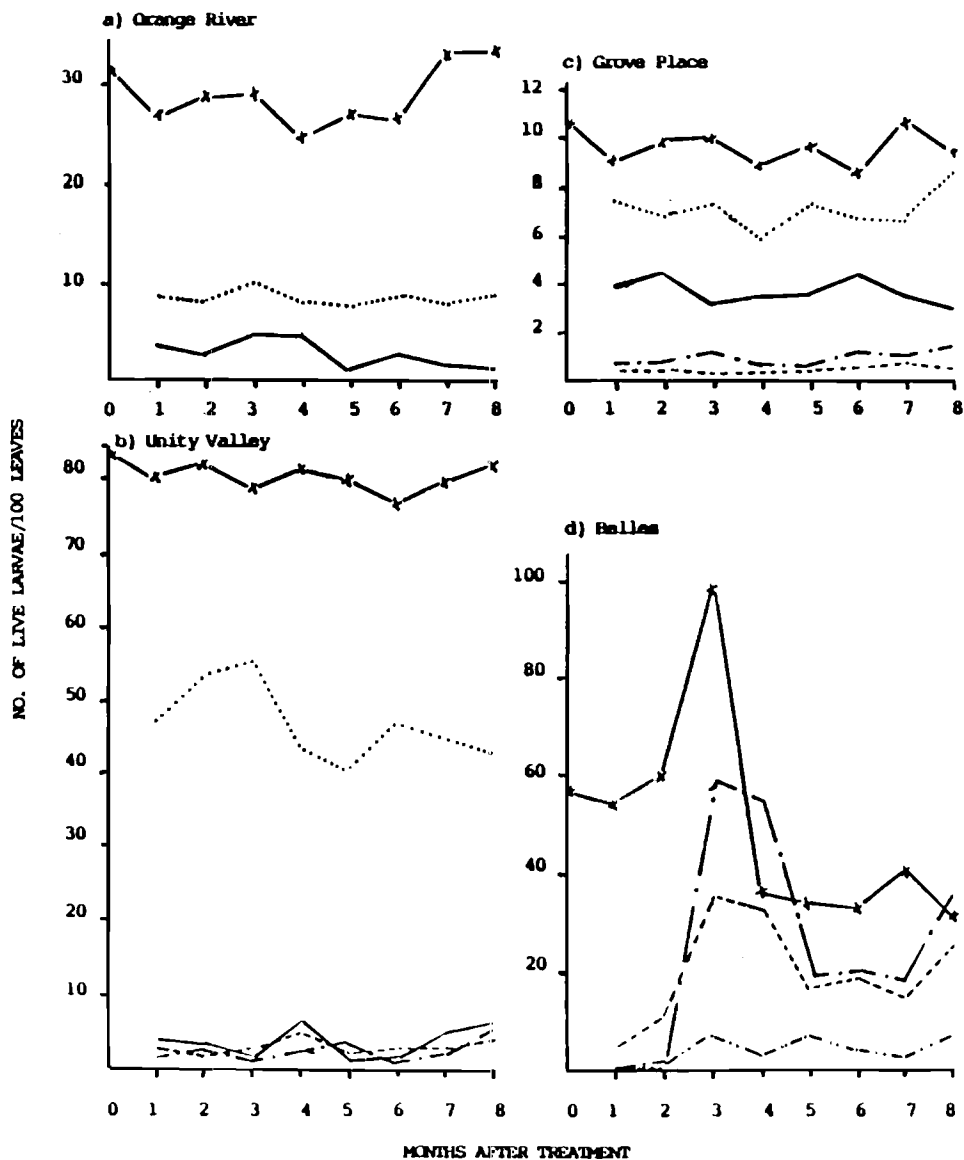 a) Orange River
30
20
10
0 1 2 3 4 5 6 7 8
b) Unity Valley
80
70
60
50
40
30
20
10
0 1 2 3 4 5 6 7 8
c) Grove Place
12
10
8
6
4
2
0 1 2 3 4 5 6 7 8
d) Belles
100
80
60
40
20
0 1 2 3 4 5 6 7 8
NO. OF LIVE LARVAE/100 LEAVES
MONTHS AFTER TREATMENT